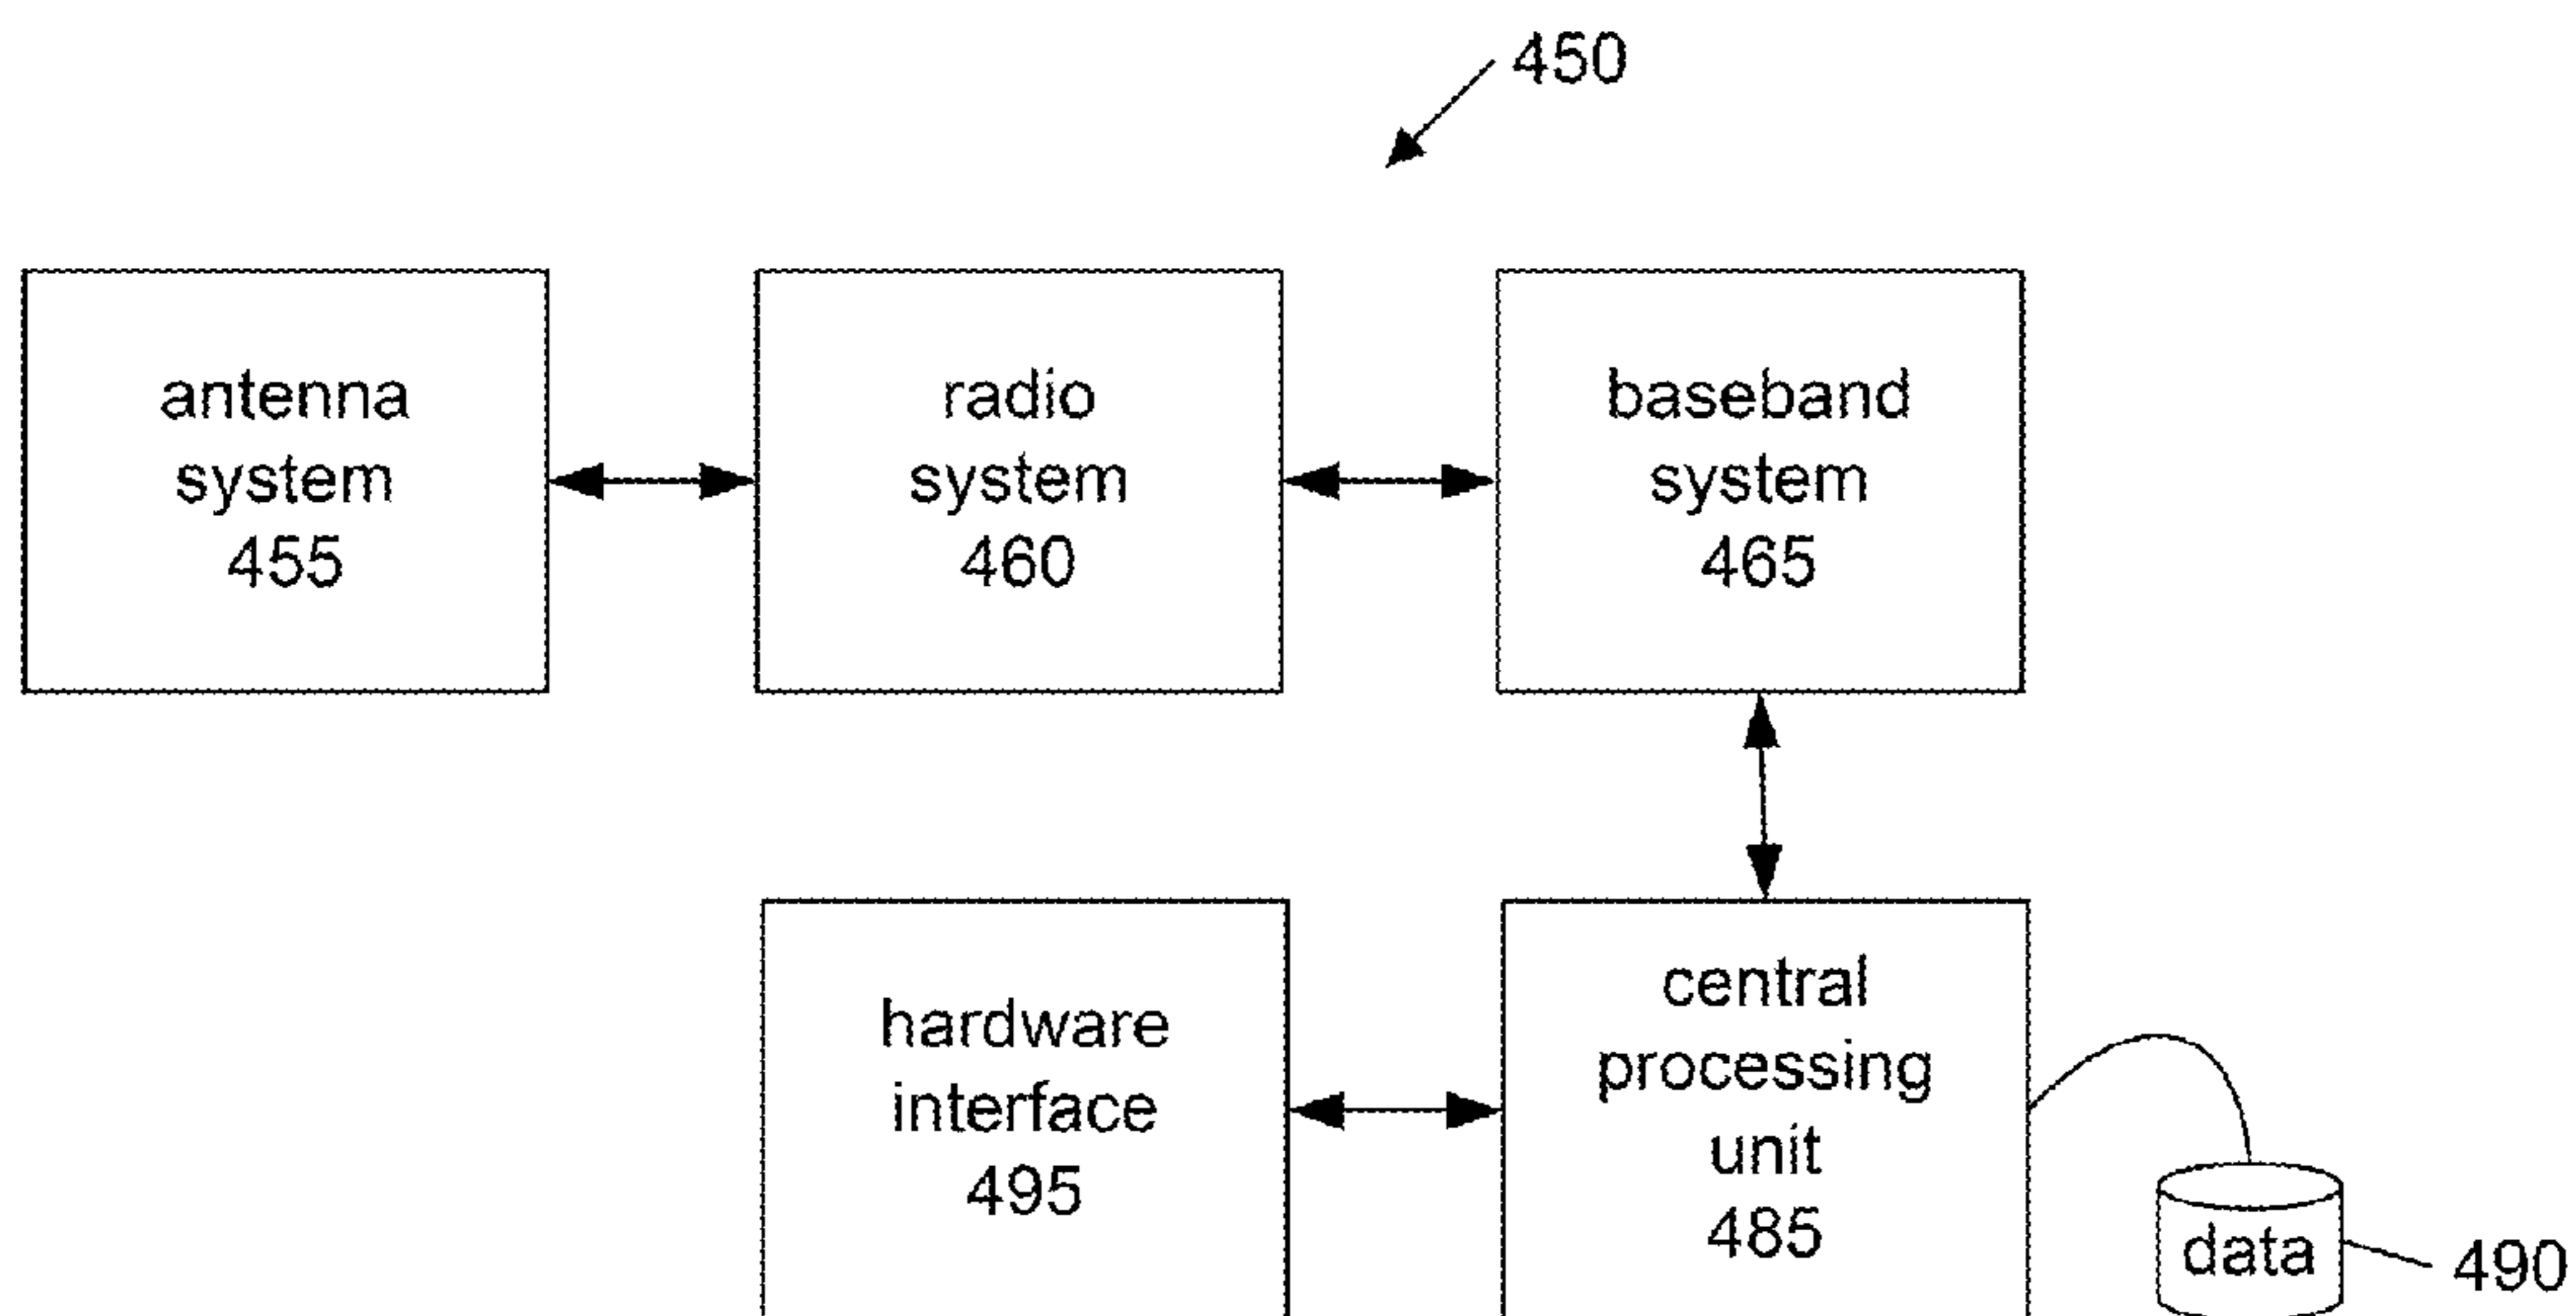 450
antenna
system
455
radio
system
460
baseband
system
465
hardware
interface
495
central
processing
unit
485
data
490